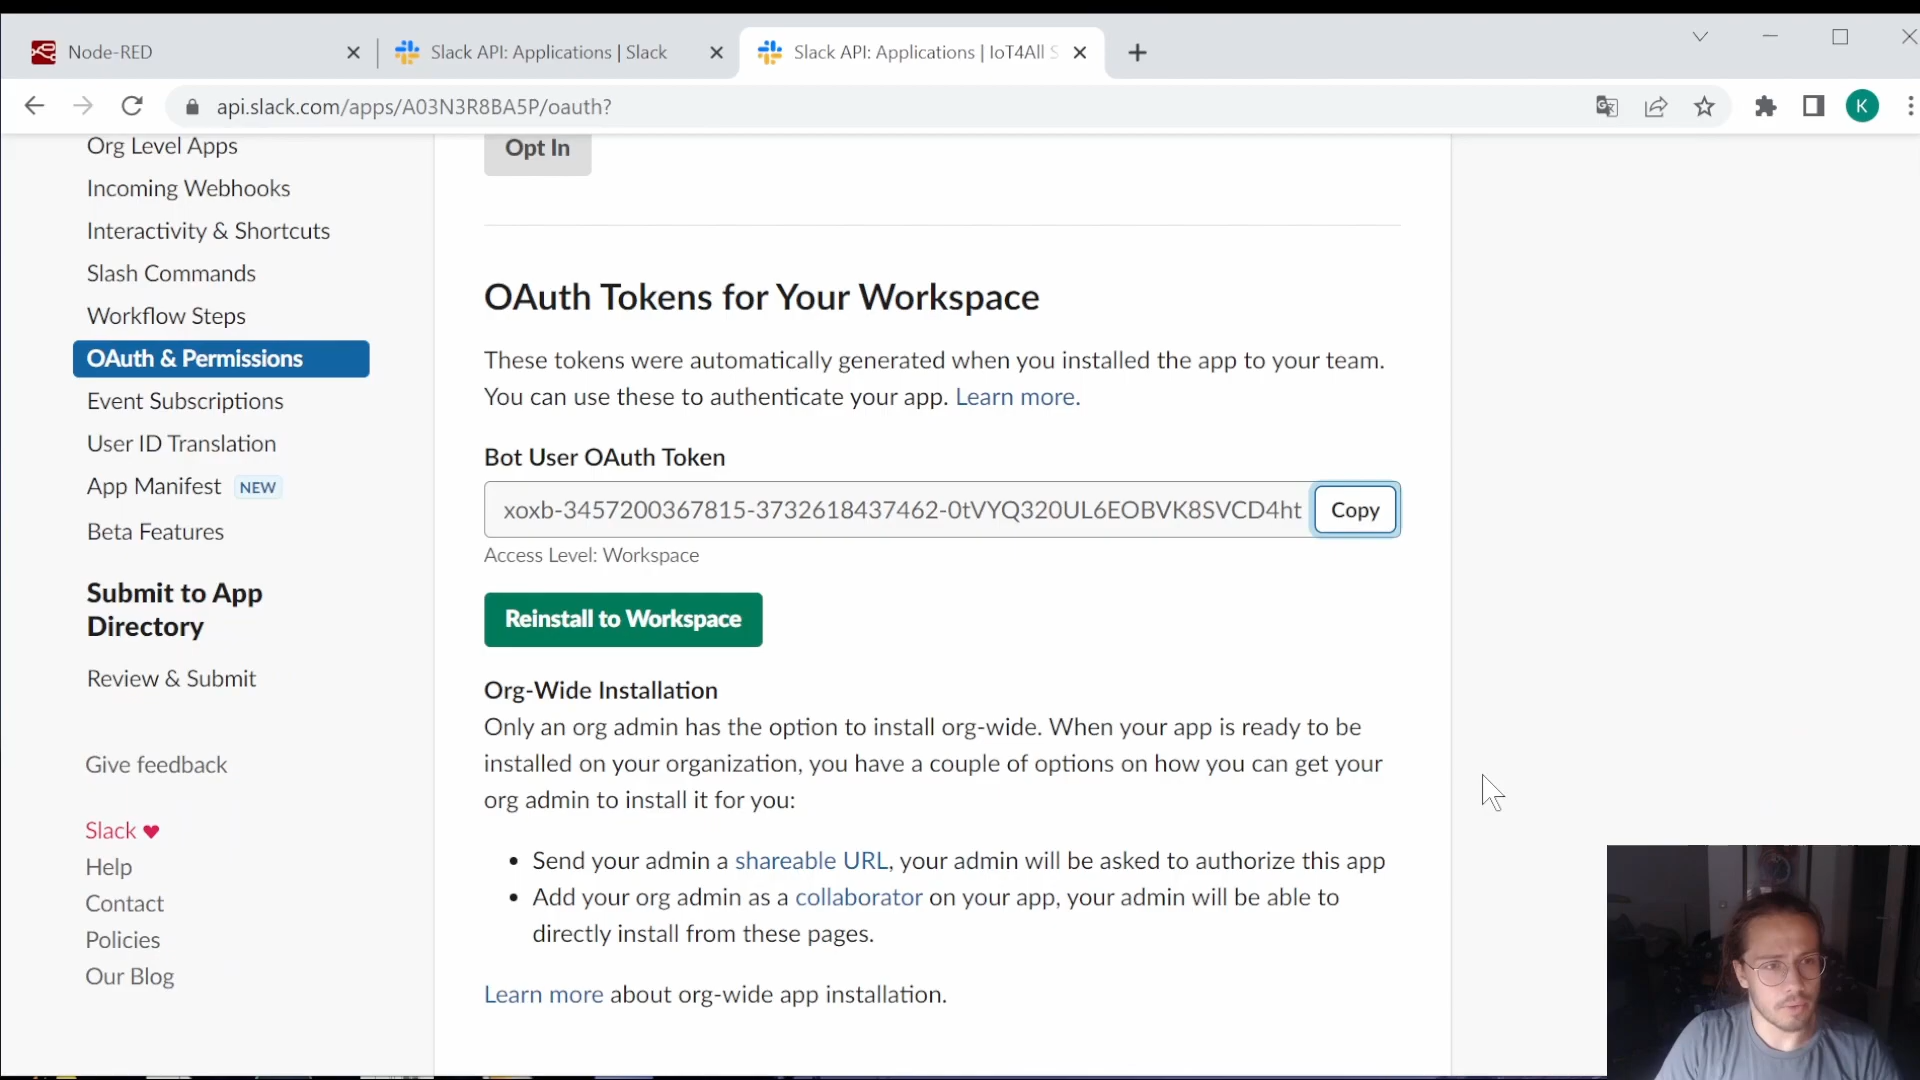 Node-RED
Slack API: Applications | Slack
Slack API: Applications | IoT4All S
api.slack.com/apps/A03N3R8BA5P/oauth?
K
Org Level Apps
Incoming Webhooks
Interactivity & Shortcuts
Slash Commands
Workflow Steps
OAuth & Permissions
Event Subscriptions
User ID Translation
App Manifest NEW
Beta Features
Submit to App
Directory
Review & Submit
Give feedback
Slack
Help
Contact
Policies
Our Blog
Opt In
OAuth Tokens for Your Workspace
These tokens were automatically generated when you installed the app to your team.
You can use these to authenticate your app. Learn more.
Bot User OAuth Token
xoxb-3457200367815-3732618437462-0tVYQ320UL6EOBVK8SVCD4ht
Copy
Access Level: Workspace
Reinstall to Workspace
Org-Wide Installation
Only an org admin has the option to install org-wide. When your app is ready to be
installed on your organization, you have a couple of options on how you can get your
org admin to install it for you:
• Send your admin a shareable URL, your admin will be asked to authorize this app
• Add your org admin as a collaborator on your app, your admin will be able to
directly install from these pages.
Learn more about org-wide app installation.